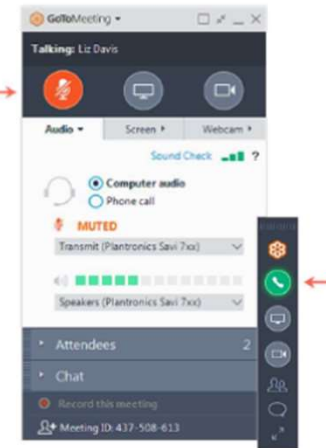 GoToMeeting
Talking: Liz Davis
Audio
Screen
Webcam
Sound Check
?
Computer audio
Phone call
MUTED
Transmit (Plantronics Savi 7xx)
Speakers (Plantronics Savi 7xx)
Attendees 2
Chat
Record this meeting
Meeting ID: 437-508-613